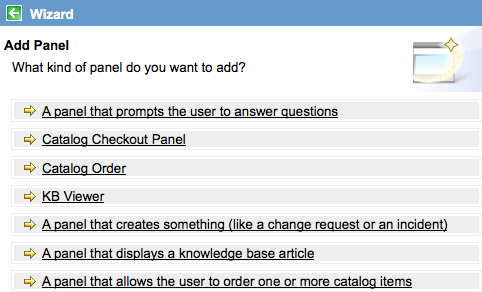 Wizard
Add Panel
What kind of panel do you want to add?
A panel that prompts the user to answer questions
Catalog Checkout Panel
Catalog Order
KB Viewer
A panel that creates something (like a change request or an incident)
A panel that displays a knowledge base article
A panel that allows the user to order one or more catalog items